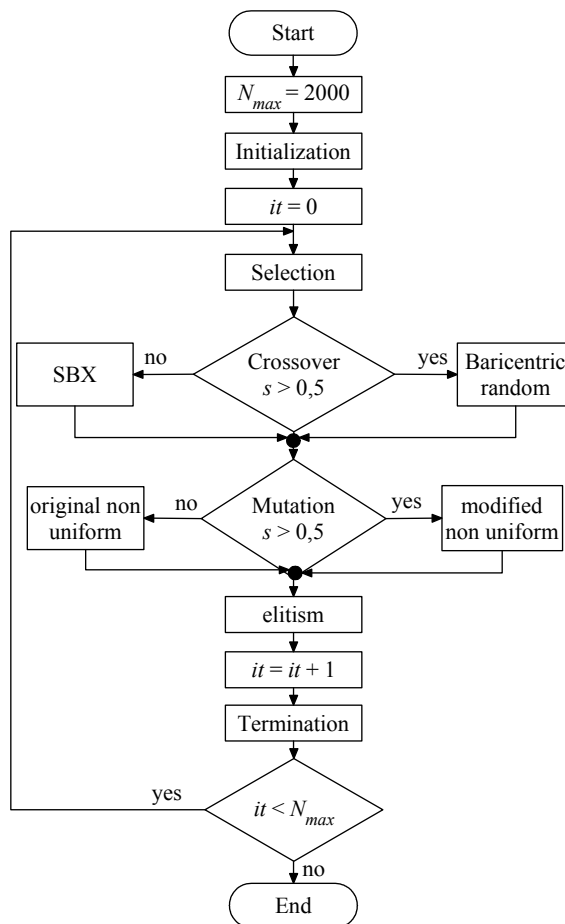 Start
N_max = 2000
Initialization
it = 0
Selection
no
Crossover
s > 0,5
yes
SBX
Baricentric
random
original non
uniform
no
Mutation
s > 0,5
yes
modified
non uniform
elitism
it = it + 1
Termination
yes
it < N_max
no
End